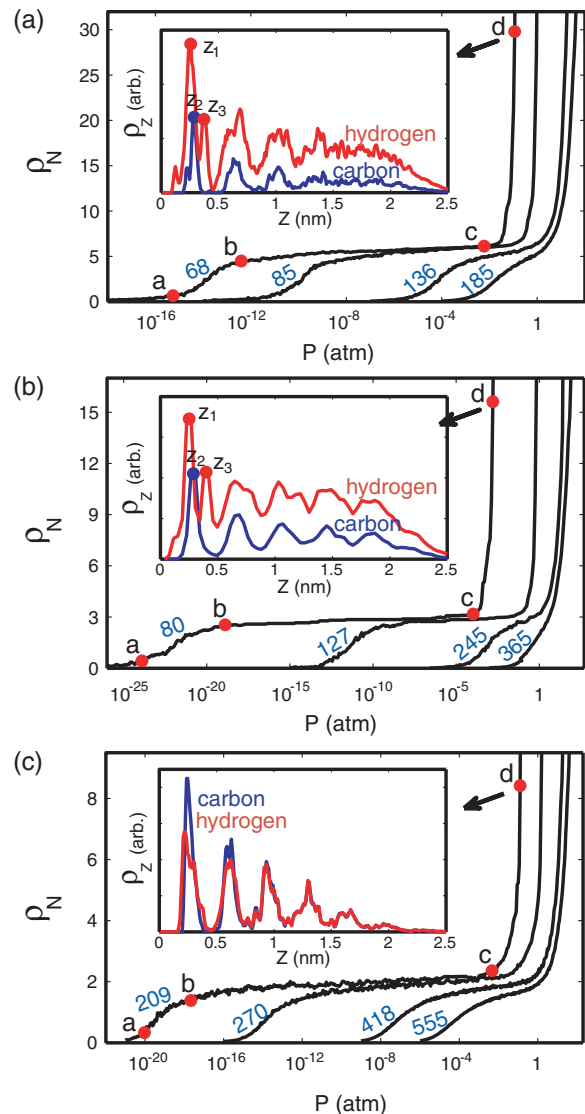 (a)
30
25
20
15
10
5
0
ρN
ρZ (arb.)
z1
z2
z3
hydrogen
carbon
0 0.5 1 1.5 2 2.5
Z (nm)
a
b
c
d
68
85
136
185
10-16 10-12 10-8 10-4 1
P (atm)
(b)
15
12
9
6
3
0
ρN
ρZ (arb.)
z1
z2
z3
hydrogen
carbon
0 0.5 1 1.5 2 2.5
Z (nm)
a
b
c
d
80
127
245
365
10-25 10-20 10-15 10-10 10-5 1
P (atm)
(c)
8
6
4
2
0
ρN
ρZ (arb.)
carbon
hydrogen
0 0.5 1 1.5 2 2.5
Z (nm)
a
b
c
d
209
270
418
555
10-20 10-16 10-12 10-8 10-4 1
P (atm)